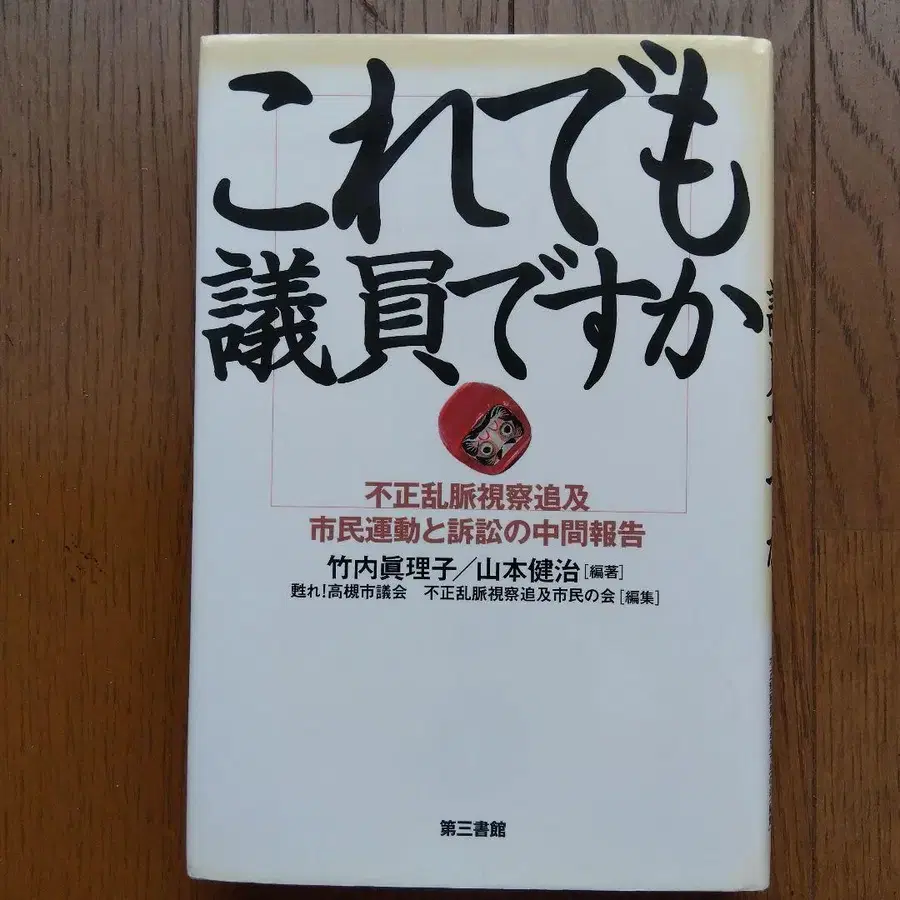 これでも
議員ですか
不正乱脈視察追及
市民運動と訴訟の中間報告
竹内眞理子／山本健治[編著]
甦れ!高槻市議会 不正乱脈視察追及市民の会[編集]
第三書館